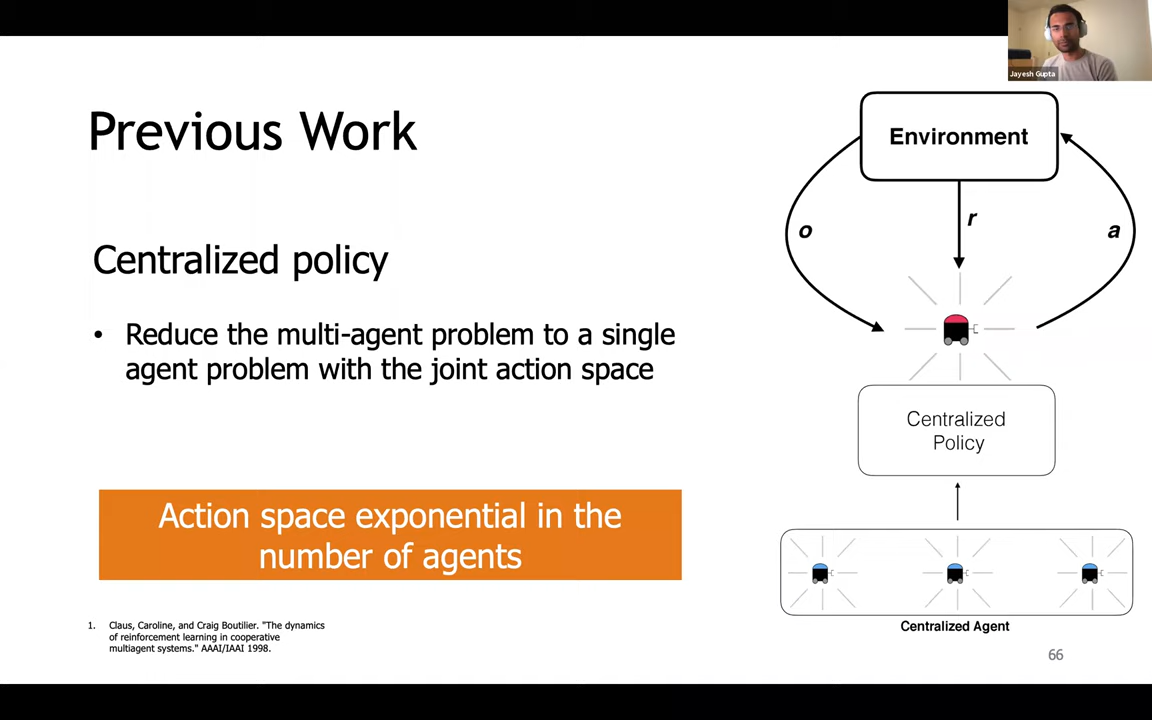 Jayesh Gupta
Previous Work
Centralized policy
• Reduce the multi-agent problem to a single
agent problem with the joint action space
Action space exponential in the
number of agents
1. Claus, Caroline, and Craig Boutilier. "The dynamics
of reinforcement learning in cooperative
multiagent systems." AAAI/IAAI 1998.
Environment
o
r
a
Centralized
Policy
Centralized Agent
66